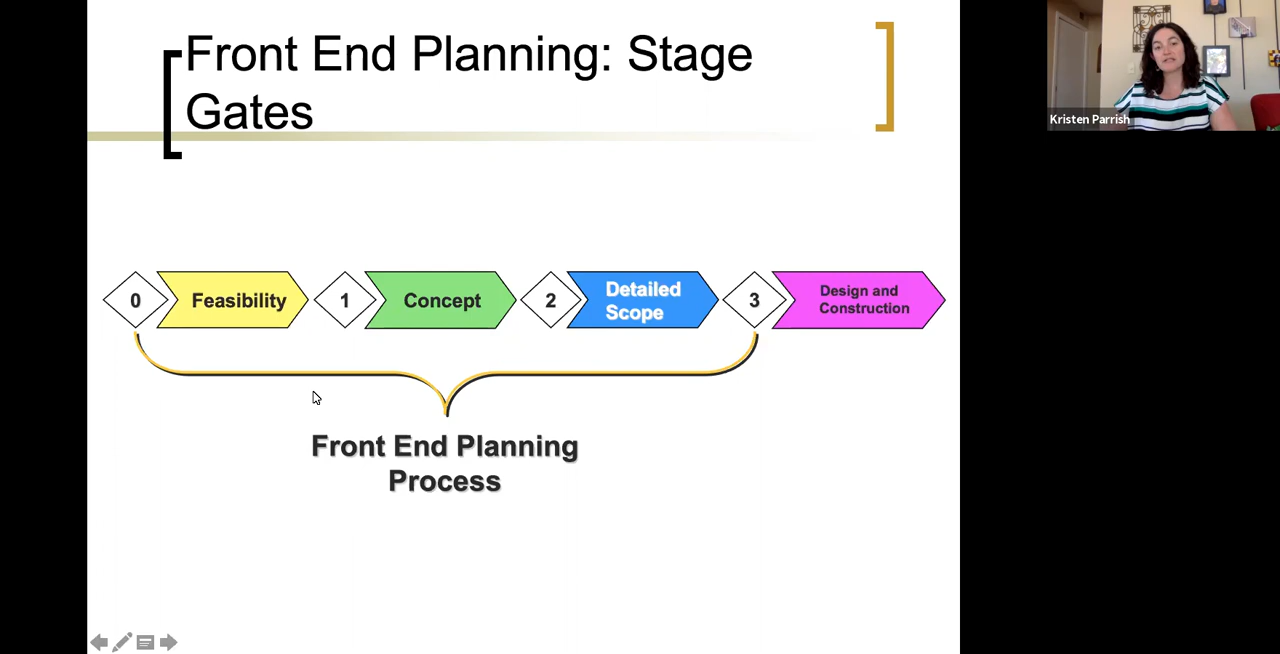 Front End Planning: Stage
Gates
Kristen Parrish
0
Feasibility
1
Concept
2
Detailed
Scope
3
Design and
Construction
Front End Planning
Process